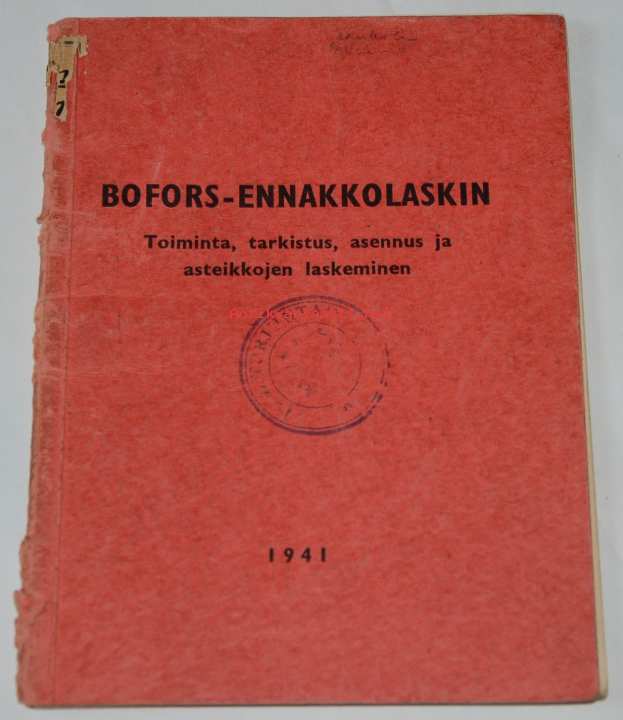 BOFORS-ENNAKKOLASKIN
Toiminta, tarkistus, asennus ja
asteikkojen laskeminen
1941